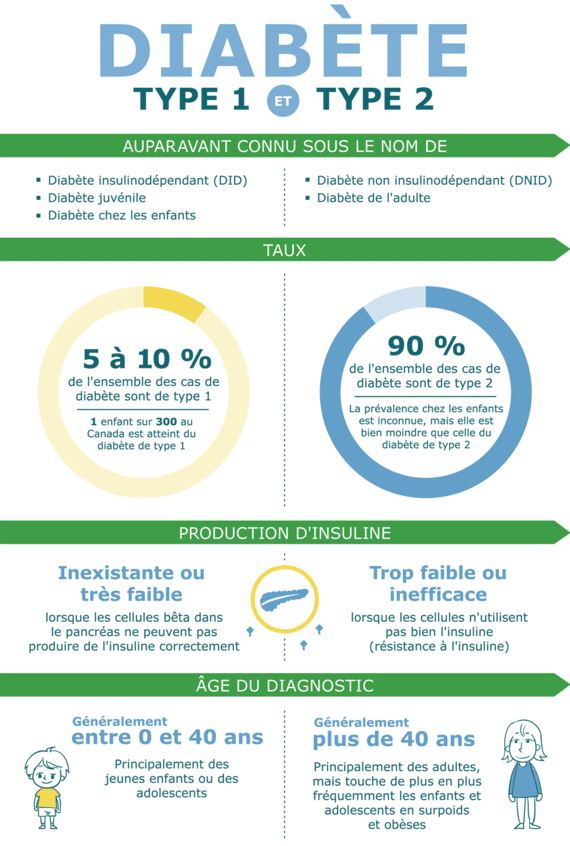 DIABÈTE
TYPE 1 ET TYPE 2
AUPARAVANT CONNU SOUS LE NOM DE
▪ Diabète insulinodépendant (DID)
▪ Diabète juvénile
▪ Diabète chez les enfants
▪ Diabète non insulinodépendant (DNID)
▪ Diabète de l'adulte
TAUX
5 à 10 %
de l'ensemble des cas de
diabète sont de type 1
1 enfant sur 300 au
Canada est atteint du
diabète de type 1
90 %
de l'ensemble des cas de
diabète sont de type 2
La prévalence chez les enfants
est inconnue, mais elle est
bien moindre que celle du
diabète de type 2
PRODUCTION D'INSULINE
Inexistante ou
très faible
lorsque les cellules bêta dans
le pancréas ne peuvent pas
produire de l'insuline correctement
Trop faible ou
inefficace
lorsque les cellules n'utilisent
pas bien l'insuline
(résistance à l'insuline)
ÂGE DU DIAGNOSTIC
Généralement
entre 0 et 40 ans
Principalement des
jeunes enfants ou des
adolescents
Généralement
plus de 40 ans
Principalement des adultes,
mais touche de plus en plus
fréquemment les enfants et
adolescents en surpoids
et obèses